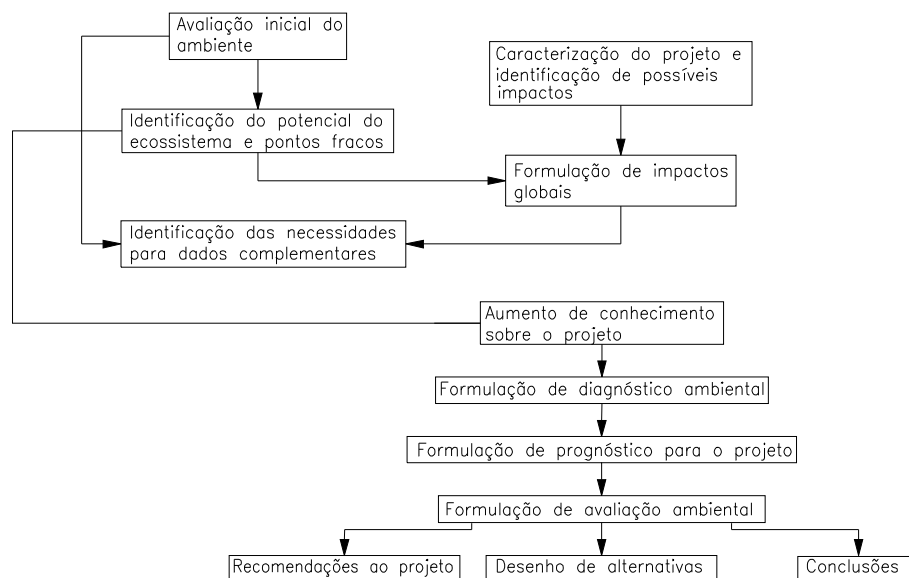 Avaliação inicial do
ambiente
Caracterização do projeto e
identificação de possíveis
impactos
Identificação do potencial do
ecossistema e pontos fracos
Formulação de impactos
globais
Identificação das necessidades
para dados complementares
Aumento de conhecimento
sobre o projeto
Formulação de diagnóstico ambiental
Formulação de prognóstico para o projeto
Formulação de avaliação ambiental
Recomendações ao projeto
Desenho de alternativas
Conclusões